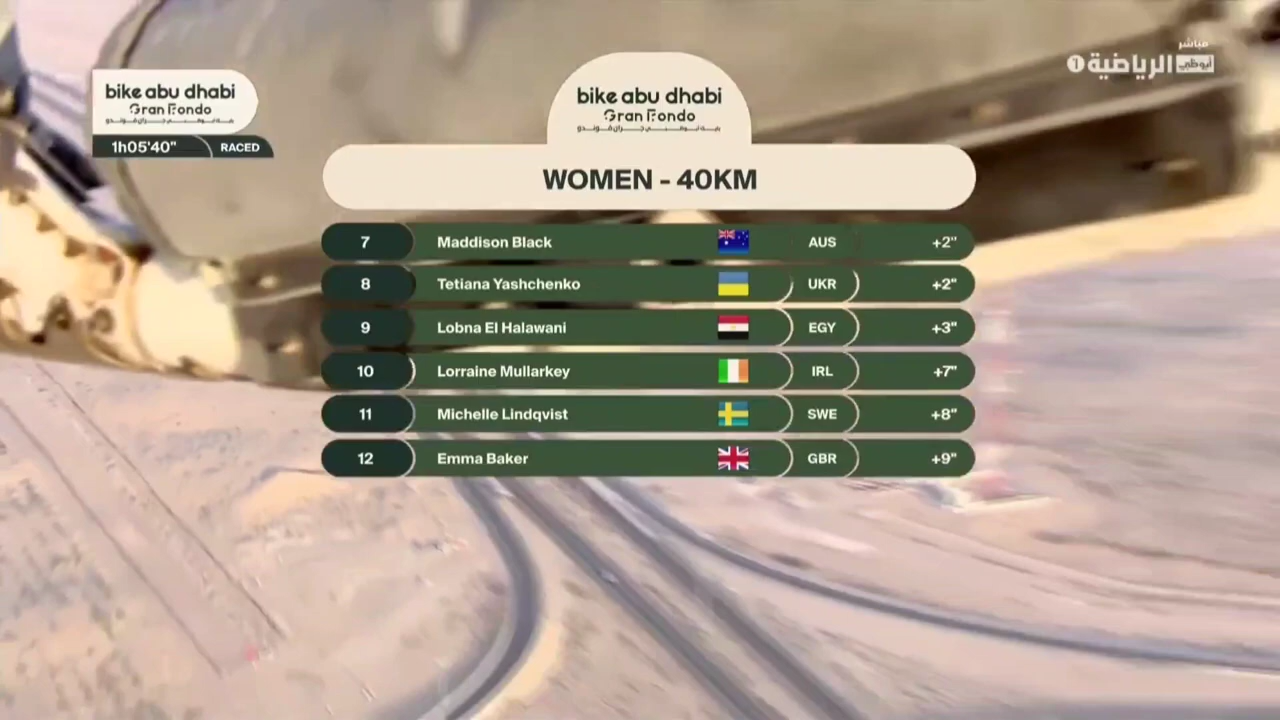 مباشر
أبوظبي الرياضية 1
bike abu dhabi
Gran Fondo
1h05'40" RACED
bike abu dhabi
Gran Fondo
WOMEN - 40KM
7 Maddison Black AUS +2"
8 Tetiana Yashchenko UKR +2"
9 Lobna El Halawani EGY +3"
10 Lorraine Mullarkey IRL +7"
11 Michelle Lindqvist SWE +8"
12 Emma Baker GBR +9"